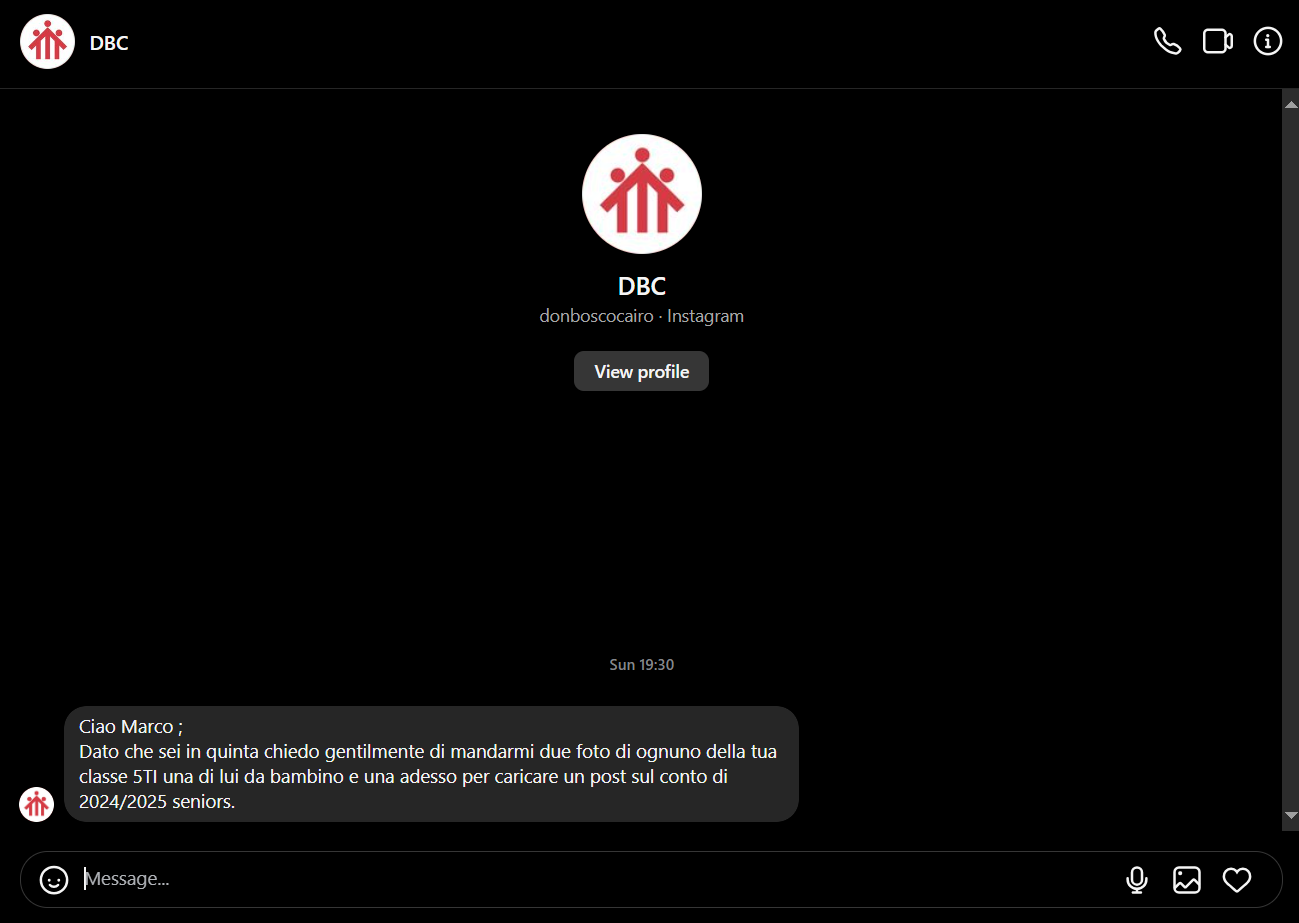 DBC
DBC
donboscocairo · Instagram
View profile
Sun 19:30
Ciao Marco ;
Dato che sei in quinta chiedo gentilmente di mandarmi due foto di ognuno della tua
classe 5TI una di lui da bambino e una adesso per caricare un post sul conto di
2024/2025 seniors.
Message...